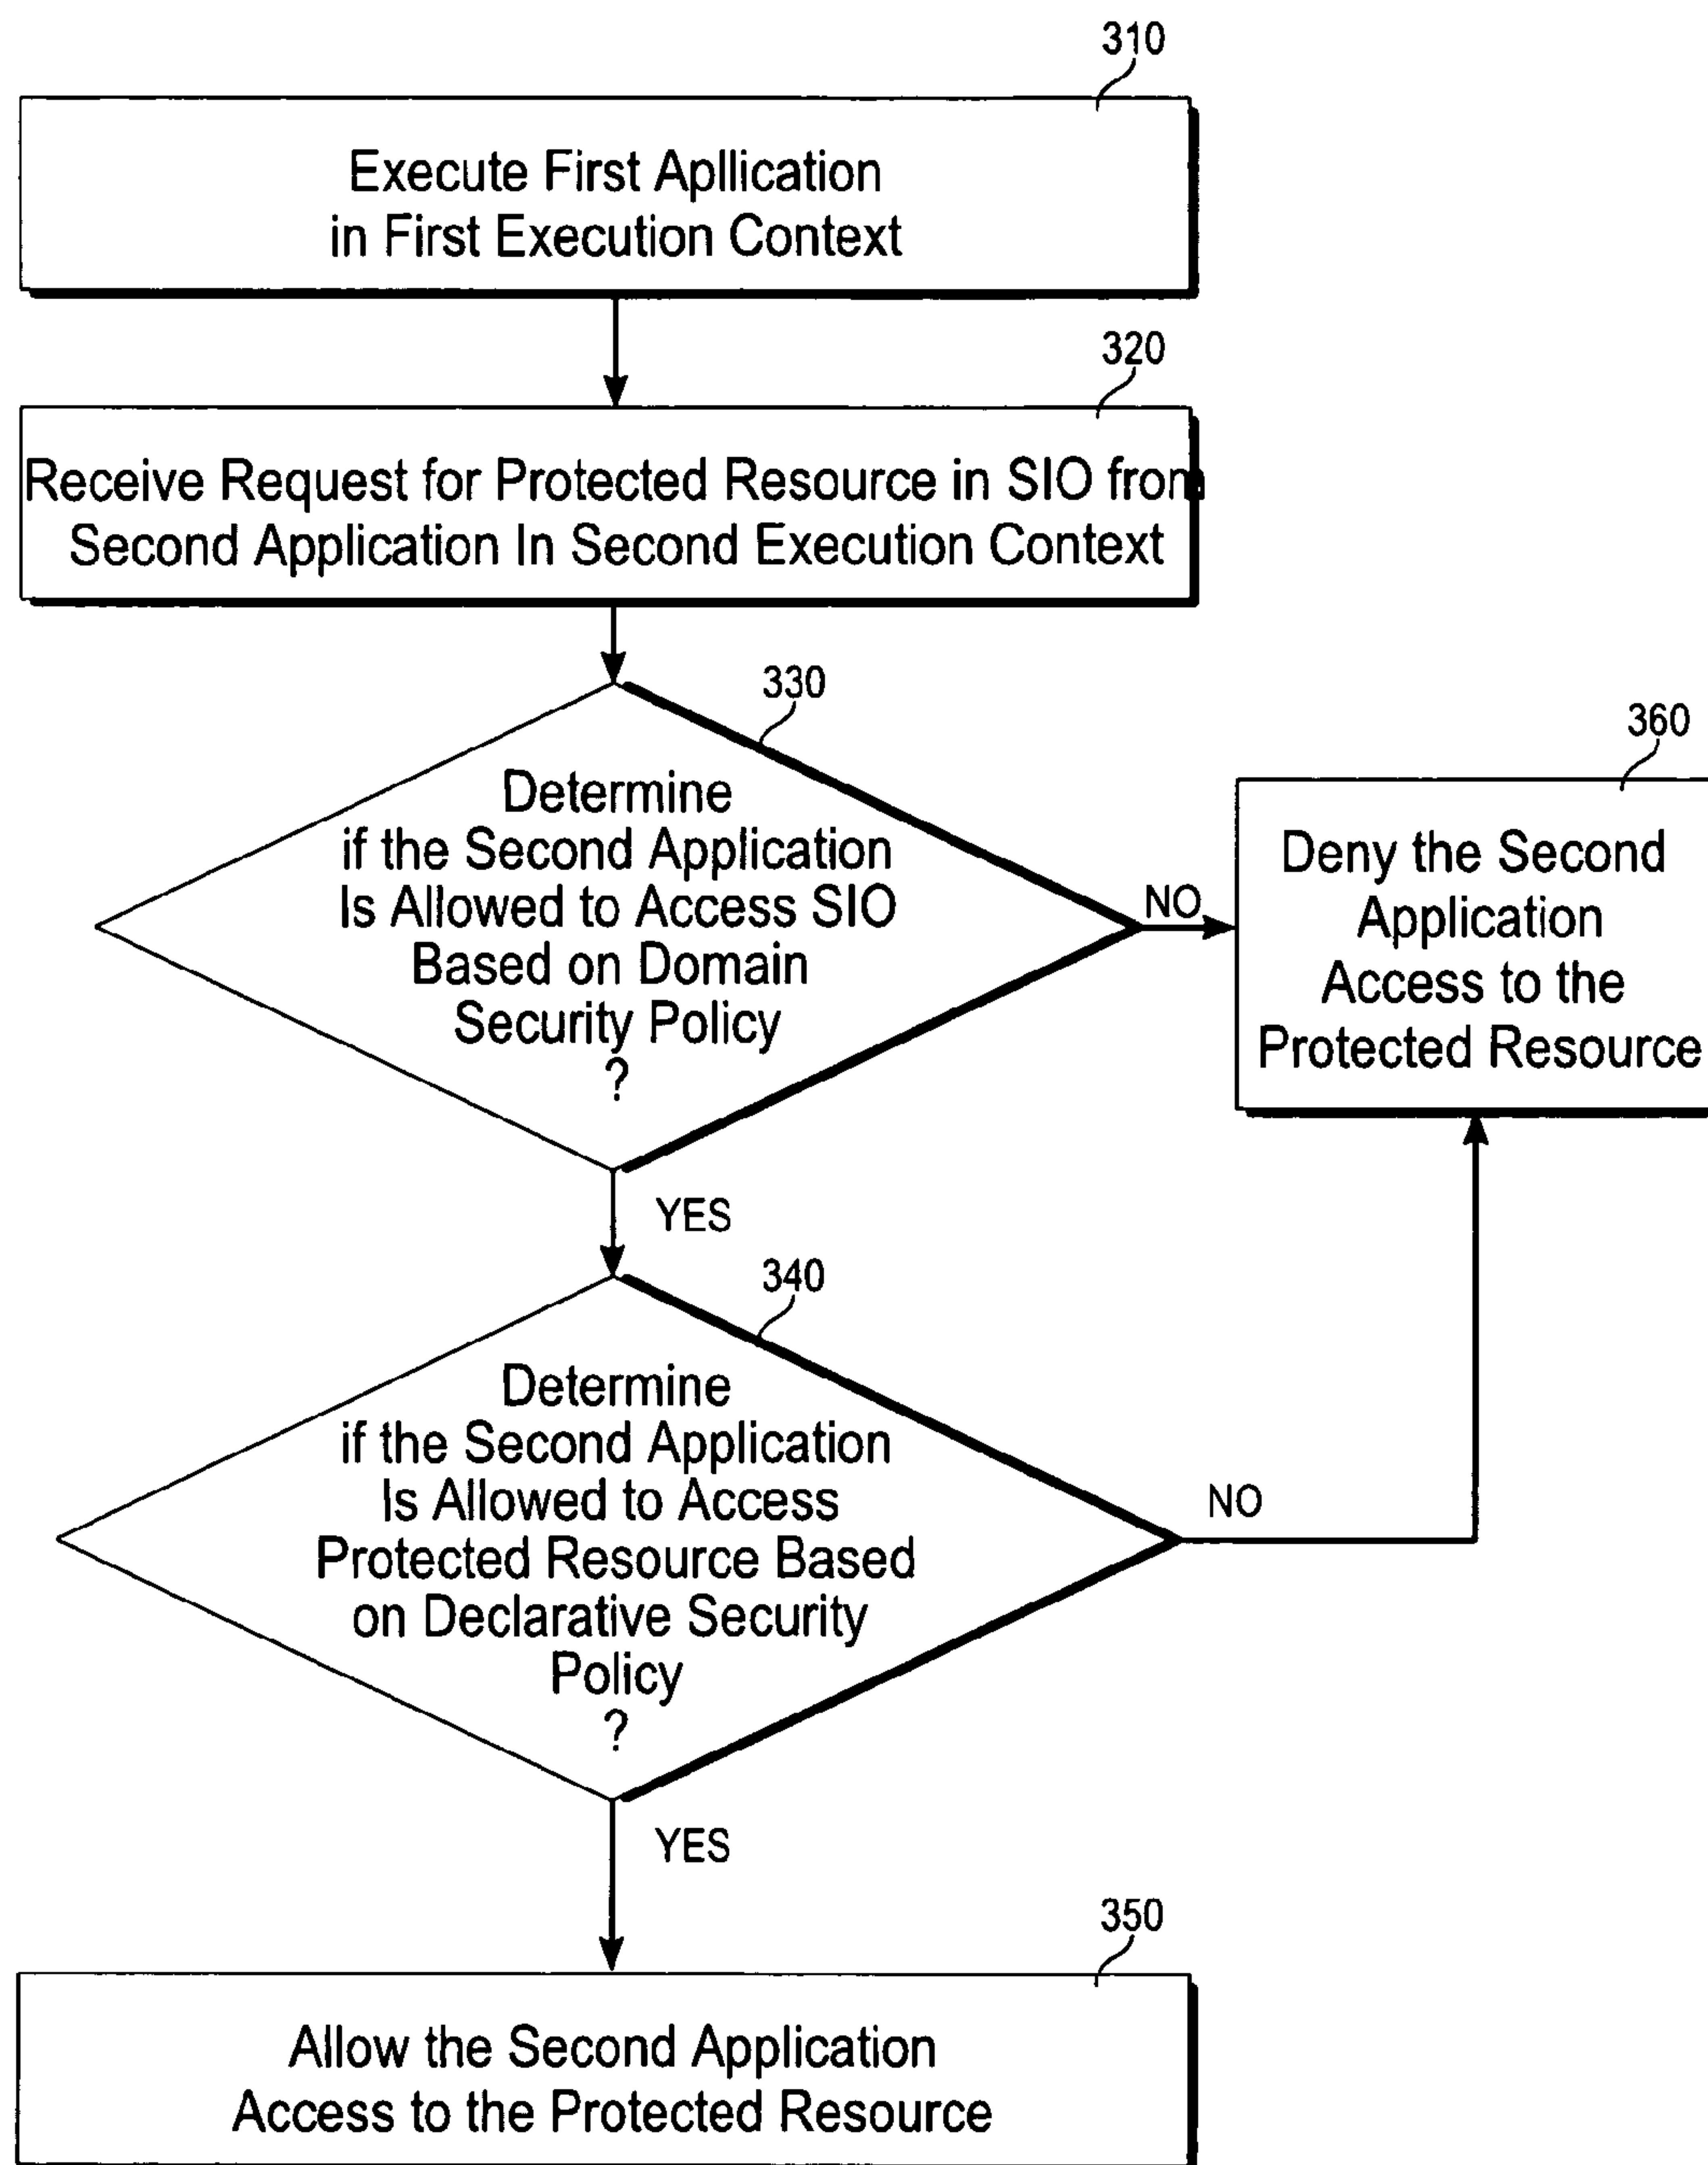 310
Execute First Apllication
in First Execution Context
320
Receive Request for Protected Resource in SIO from
Second Application In Second Execution Context
330
Determine
if the Second Application
Is Allowed to Access SIO
Based on Domain
Security Policy
?
NO
360
Deny the Second
Application
Access to the
Protected Resource
YES
340
Determine
if the Second Application
Is Allowed to Access
Protected Resource Based
on Declarative Security
Policy
?
NO
YES
350
Allow the Second Application
Access to the Protected Resource